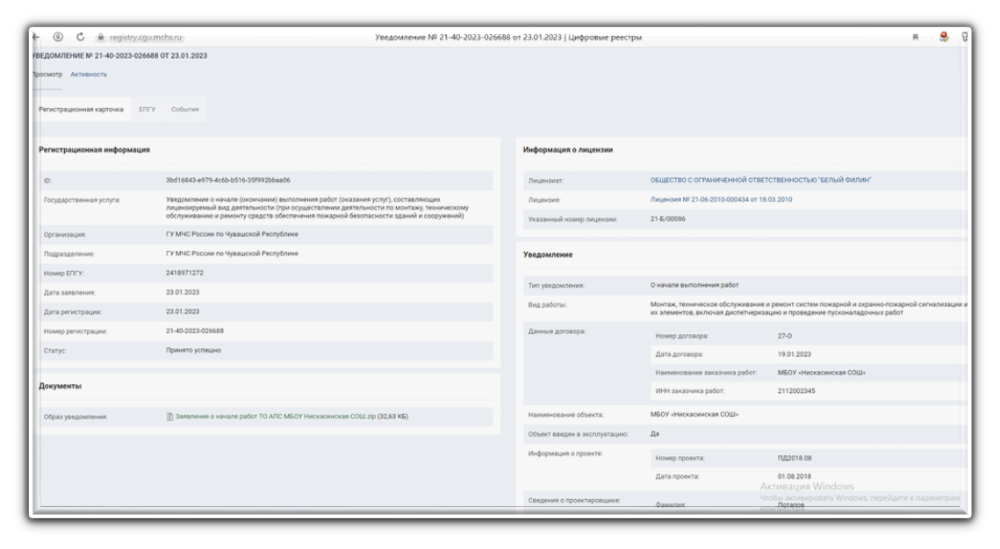 registry.cgu.mchs.ru
Уведомление № 21-40-2023-026688 от 23.01.2023 | Цифровые реестры
УВЕДОМЛЕНИЕ № 21-40-2023-026688 ОТ 23.01.2023
Просмотр Активность
Регистрационная карточка ЕПГУ События
Регистрационная информация
ID: 3bd16843-e979-4c6b-b516-35f992bbaa06
Государственная услуга: Уведомление о начале (окончании) выполнения работ (оказания услуг), составляющих
лицензируемый вид деятельности (при осуществлении деятельности по монтажу, техническому
обслуживанию и ремонту средств обеспечения пожарной безопасности зданий и сооружений)
Организация: ГУ МЧС России по Чувашской Республике
Подразделение: ГУ МЧС России по Чувашской Республике
Номер ЕПГУ: 2418971272
Дата заявления: 23.01.2023
Дата регистрации: 23.01.2023
Номер регистрации: 21-40-2023-026688
Статус: Принято успешно
Документы
Образ уведомления: Заявление о начале работ ТО АПС МБОУ Нискасинская СОШ.zip (32,63 КБ)
Информация о лицензии
Лицензиат: ОБЩЕСТВО С ОГРАНИЧЕННОЙ ОТВЕТСТВЕННОСТЬЮ "БЕЛЫЙ ФИЛИН"
Лицензия: Лицензия № 21-06-2010-000434 от 18.03.2010
Указанный номер лицензии: 21-Б/00086
Уведомление
Тип уведомления: О начале выполнения работ
Вид работы: Монтаж, техническое обслуживание и ремонт систем пожарной и охранно-пожарной сигнализации и
их элементов, включая диспетчеризацию и проведение пусконаладочных работ
Данные договора:
Номер договора: 27-О
Дата договора: 19.01.2023
Наименование заказчика работ: МБОУ «Нискасинская СОШ»
ИНН заказчика работ: 2112002345
Наименование объекта: МБОУ «Нискасинская СОШ»
Объект введен в эксплуатацию: Да
Информация о проекте:
Номер проекта: ПД2018.08
Дата проекта: 01.08.2018
Активация Windows
Чтобы активировать Windows, перейдите к параметрам
Сведения о проектировщике:
Фамилия: Потапов